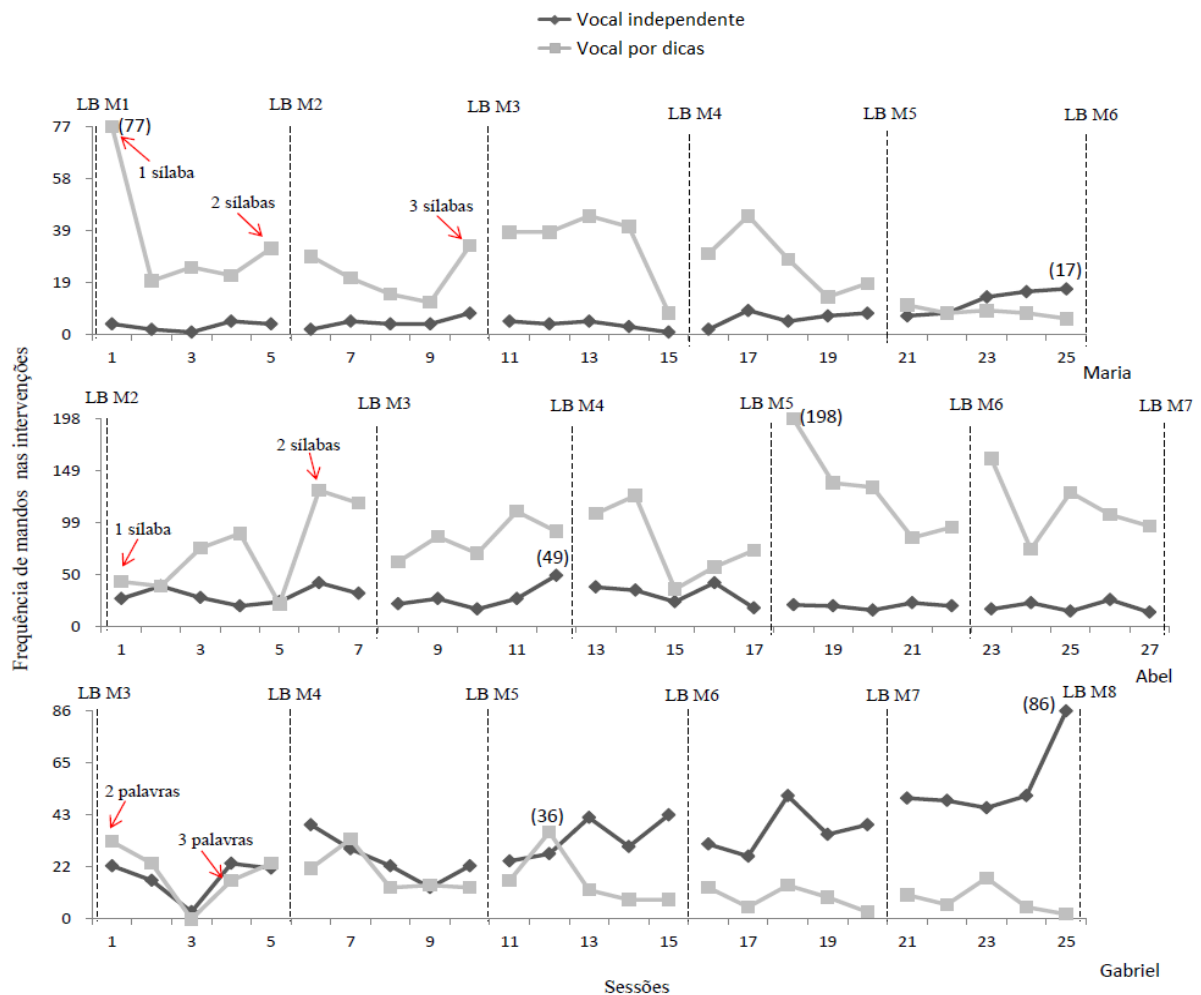 Vocal independente
Vocal por dicas
Frequência de mandos nas intervenções
LB M1 LB M2 LB M3 LB M4 LB M5 LB M6
77
58
39
19
0
(77)
1 sílaba
2 sílabas
3 sílabas
(17)
1 3 5 7 9 11 13 15 17 19 21 23 25
Maria
LB M2 LB M3 LB M4 LB M5 LB M6 LB M7
198
149
99
50
0
1 sílaba
2 sílabas
(49)
(198)
1 3 5 7 9 11 13 15 17 19 21 23 25 27
Abel
LB M3 LB M4 LB M5 LB M6 LB M7 LB M8
86
65
43
22
0
2 palavras
3 palavras
(36)
(86)
1 3 5 7 9 11 13 15 17 19 21 23 25
Gabriel
Sessões